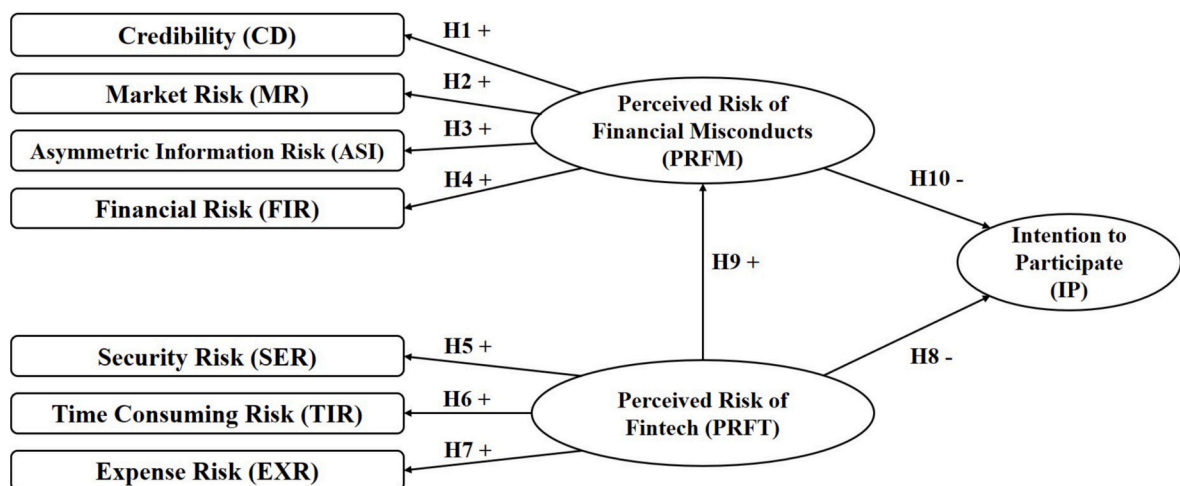 Credibility (CD)
Market Risk (MR)
Asymmetric Information Risk (ASI)
Financial Risk (FIR)
H1 +
H2 +
H3 +
H4 +
Perceived Risk of
Financial Misconducts
(PRFM)
H10 -
H9 +
Intention to
Participate
(IP)
H8 -
Security Risk (SER)
Time Consuming Risk (TIR)
Expense Risk (EXR)
H5 +
H6 +
H7 +
Perceived Risk of
Fintech (PRFT)